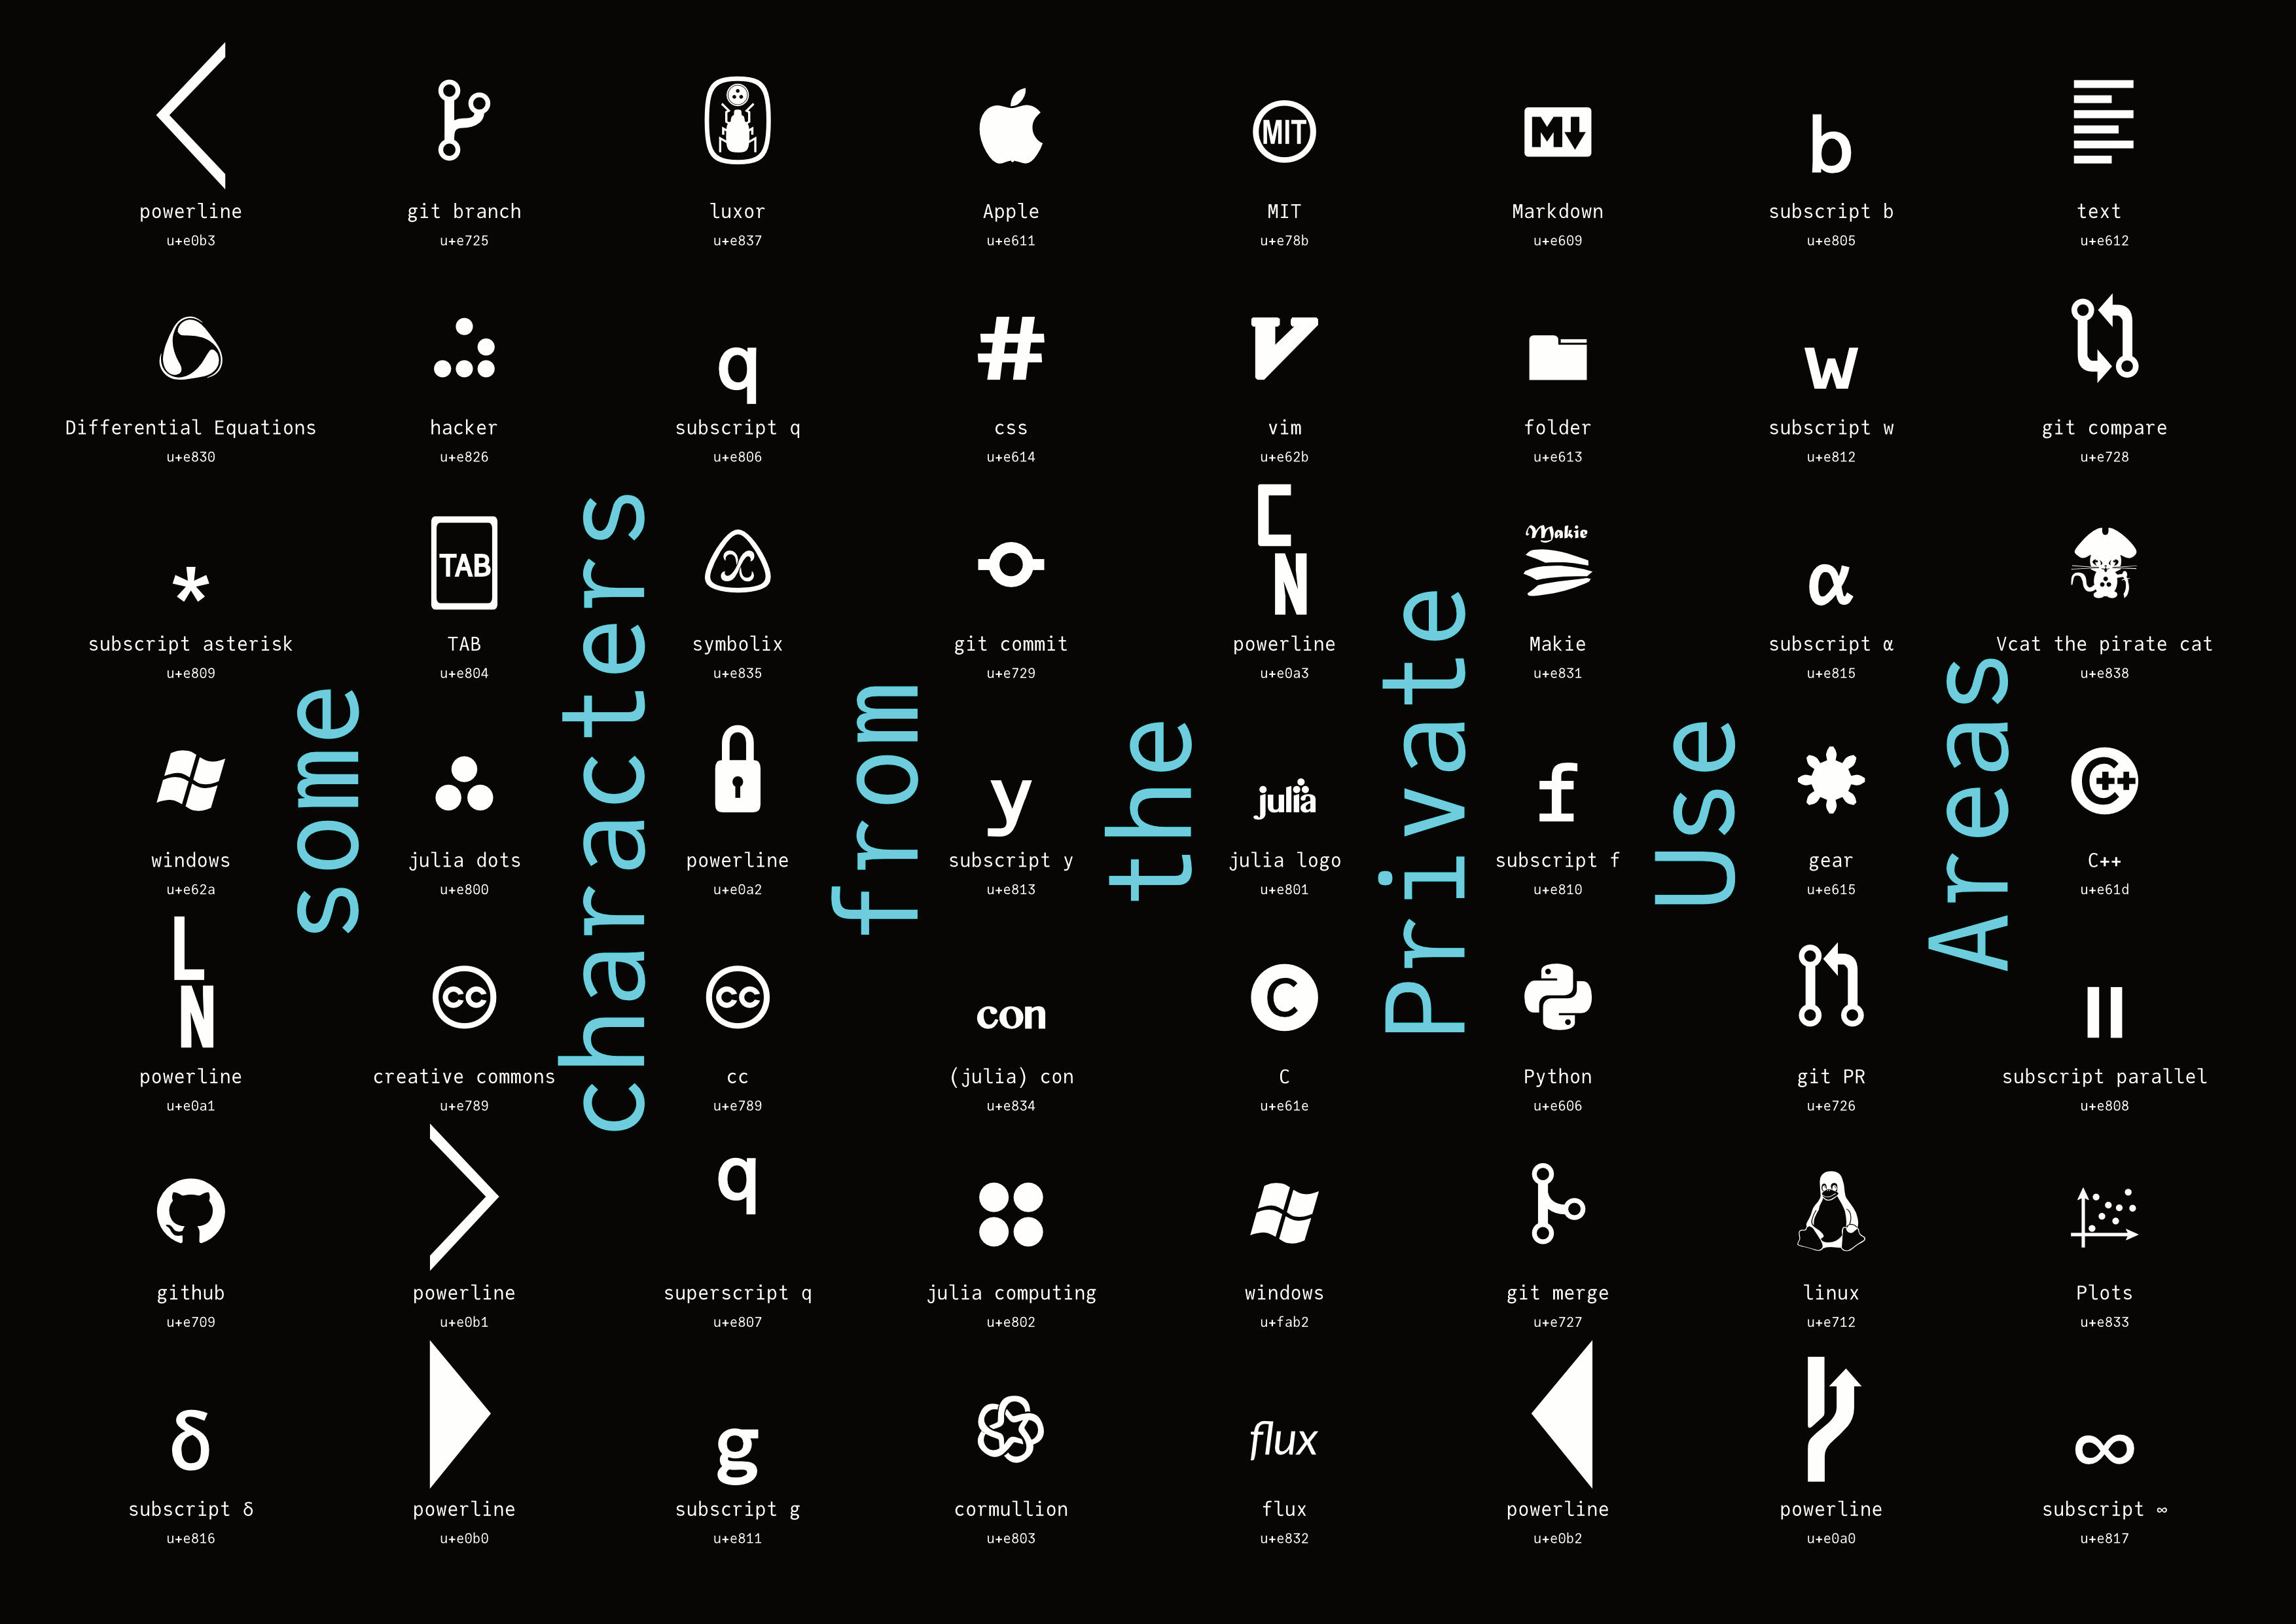 MIT
M
b
powerline
git branch
luxor
Apple
MIT
Markdown
subscript b
text
u+e0b3
u+e725
u+e837
u+e611
u+e78b
u+e609
u+e805
u+e612
q
#
w
Differential Equations
hacker
subscript q
css
vim
folder
subscript w
git compare
u+e830
u+e826
u+e806
u+e614
u+e62b
u+e613
u+e812
u+e728
*
TAB
C
N
Makie
α
subscript asterisk
TAB
symbolix
git commit
powerline
Makie
subscript α
Vcat the pirate cat
u+e809
u+e804
u+e835
u+e729
u+e0a3
u+e831
u+e815
u+e838
some
characters
from
the
Private
Use
Areas
y
julia
f
C++
windows
julia dots
powerline
subscript y
julia logo
subscript f
gear
C++
u+e62a
u+e800
u+e0a2
u+e813
u+e801
u+e810
u+e615
u+e61d
L
N
cc
cc
con
C
powerline
creative commons
cc
(julia) con
C
Python
git PR
subscript parallel
u+e0a1
u+e789
u+e789
u+e834
u+e61e
u+e606
u+e726
u+e808
q
github
powerline
superscript q
julia computing
windows
git merge
linux
Plots
u+e709
u+e0b1
u+e807
u+e802
u+fab2
u+e727
u+e712
u+e833
δ
g
flux
∞
subscript δ
powerline
subscript g
cormullion
flux
powerline
powerline
subscript ∞
u+e816
u+e0b0
u+e811
u+e803
u+e832
u+e0b2
u+e0a0
u+e817